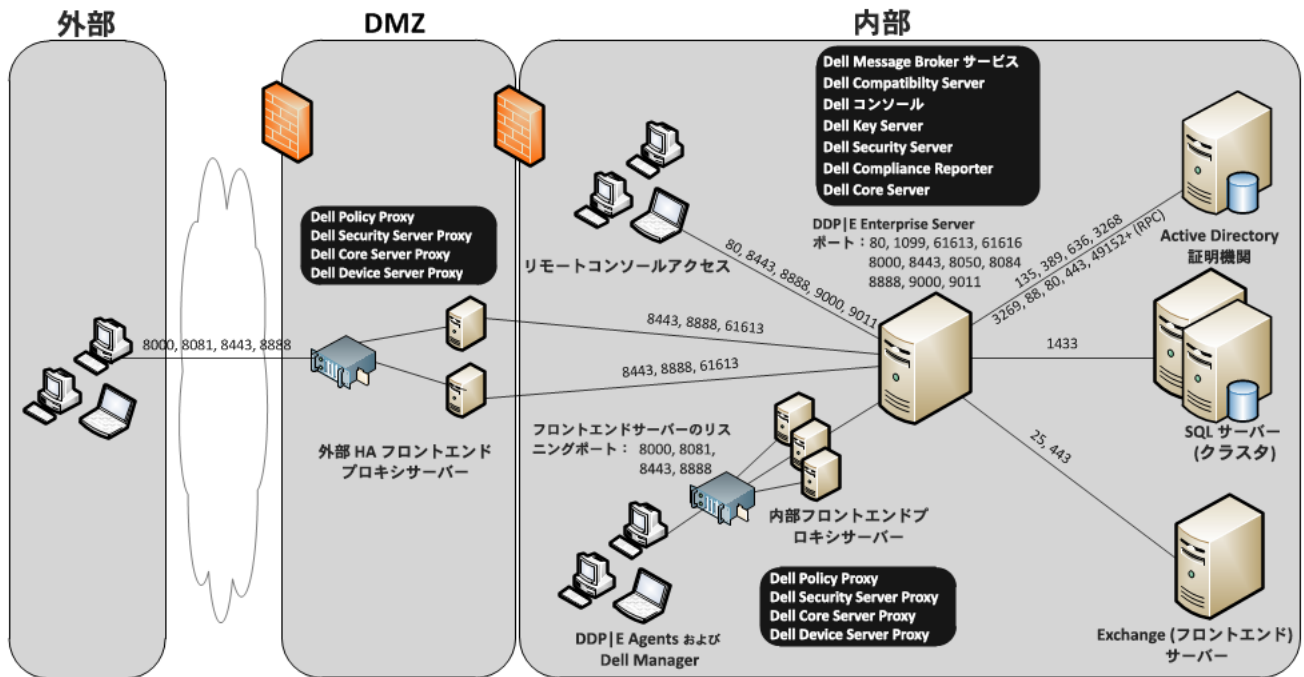 外部
DMZ
内部
Dell Message Broker サービス
Dell Compatibilty Server
Dell コンソール
Dell Key Server
Dell Security Server
Dell Compliance Reporter
Dell Core Server
Dell Policy Proxy
Dell Security Server Proxy
Dell Core Server Proxy
Dell Device Server Proxy
リモートコンソールアクセス
DDP|E Enterprise Server
ポート：80, 1099, 61613, 61616
8000, 8443, 8050, 8084
8888, 9000, 9011
80, 8443, 8888, 9000, 9011
135, 389, 636, 3268
3269, 88, 80, 443, 49152+ (RPC)
Active Directory
証明機関
8000, 8081, 8443, 8888
8443, 8888, 61613
8443, 8888, 61613
1433
外部 HA フロントエンド
プロキシサーバー
フロントエンドサーバーのリス
ニングポート： 8000, 8081,
8443, 8888
SQL サーバー
(クラスタ)
25, 443
内部フロントエンドプ
ロキシサーバー
Dell Policy Proxy
Dell Security Server Proxy
Dell Core Server Proxy
Dell Device Server Proxy
DDP|E Agents および
Dell Manager
Exchange (フロントエンド)
サーバー